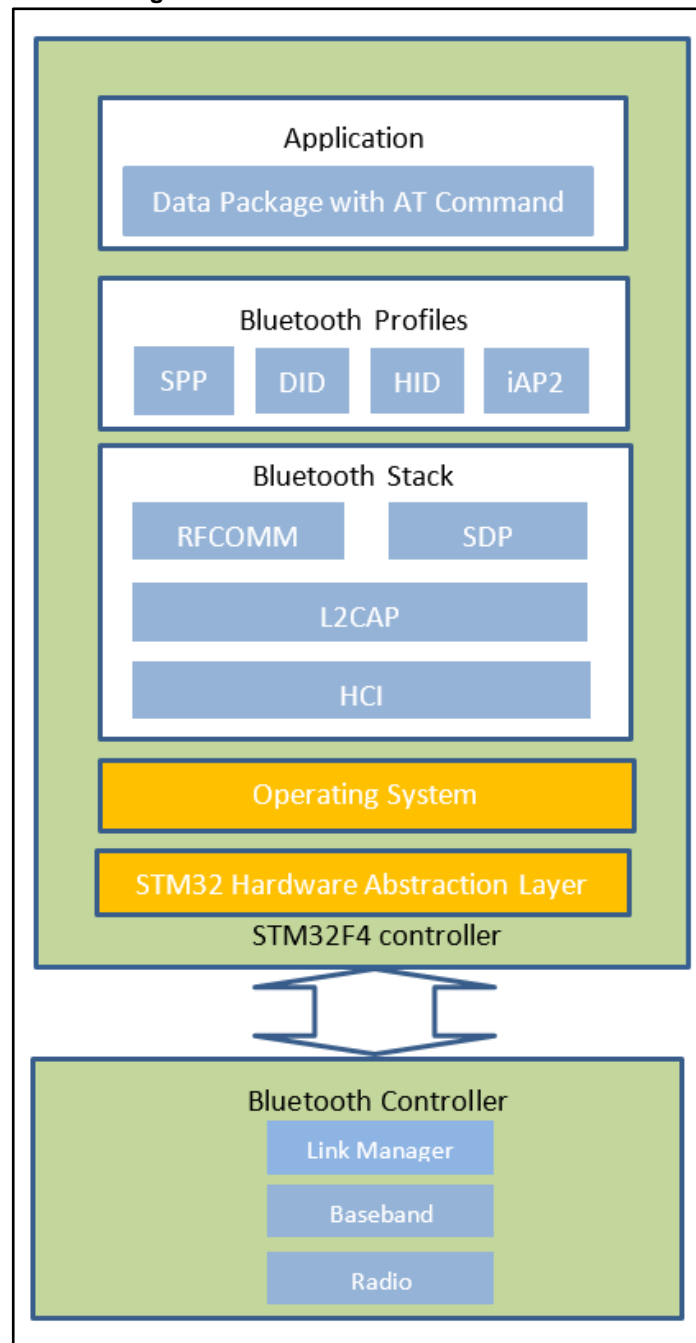 Application
Data Package with AT Command
Bluetooth Profiles
SPP DID HID iAP2
Bluetooth Stack
RFCOMM SDP
L2CAP
HCI
Operating System
STM32 Hardware Abstraction Layer
STM32F4 controller
Bluetooth Controller
Link Manager
Baseband
Radio